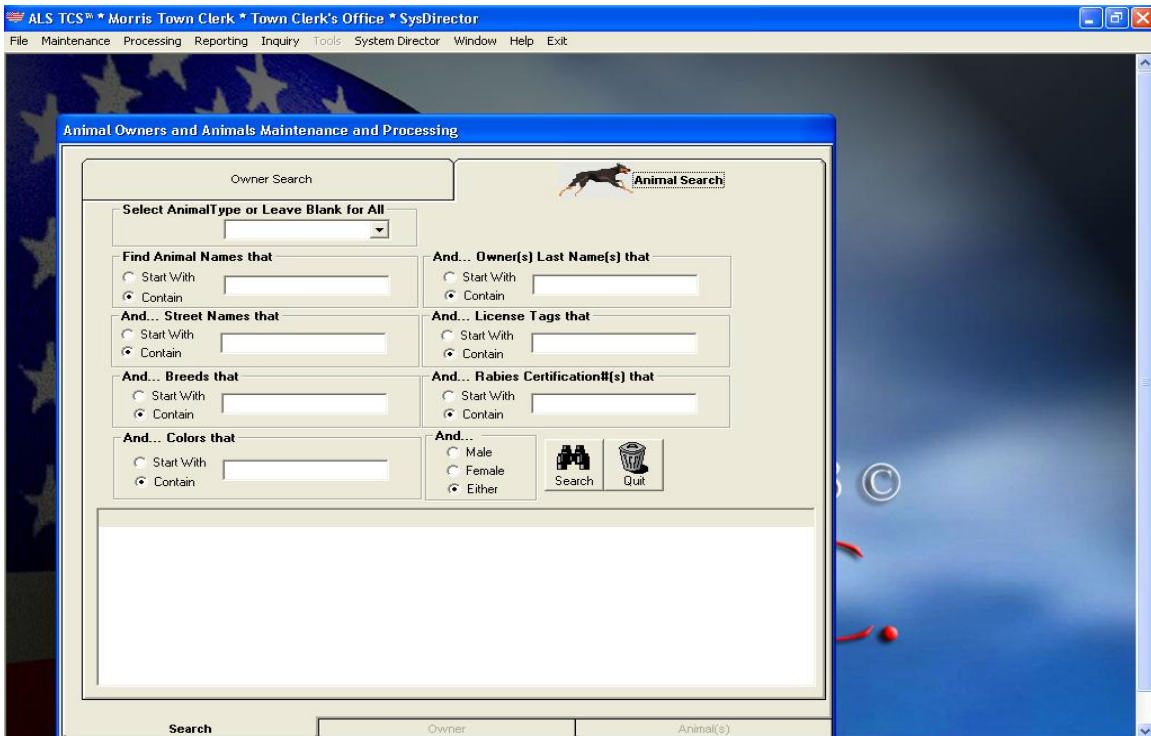 ALS TCS™ * Morris Town Clerk * Town Clerk's Office * SysDirector
File Maintenance Processing Reporting Inquiry Tools System Director Window Help Exit
Animal Owners and Animals Maintenance and Processing
Owner Search
Animal Search
Select AnimalType or Leave Blank for All
Find Animal Names that
Start With
Contain
And... Owner(s) Last Name(s) that
Start With
Contain
And... Street Names that
Start With
Contain
And... License Tags that
Start With
Contain
And... Breeds that
Start With
Contain
And... Rabies Certification#(s) that
Start With
Contain
And... Colors that
Start With
Contain
And...
Male
Female
Either
Search
Quit
©
Search
Owner
Animal(s)